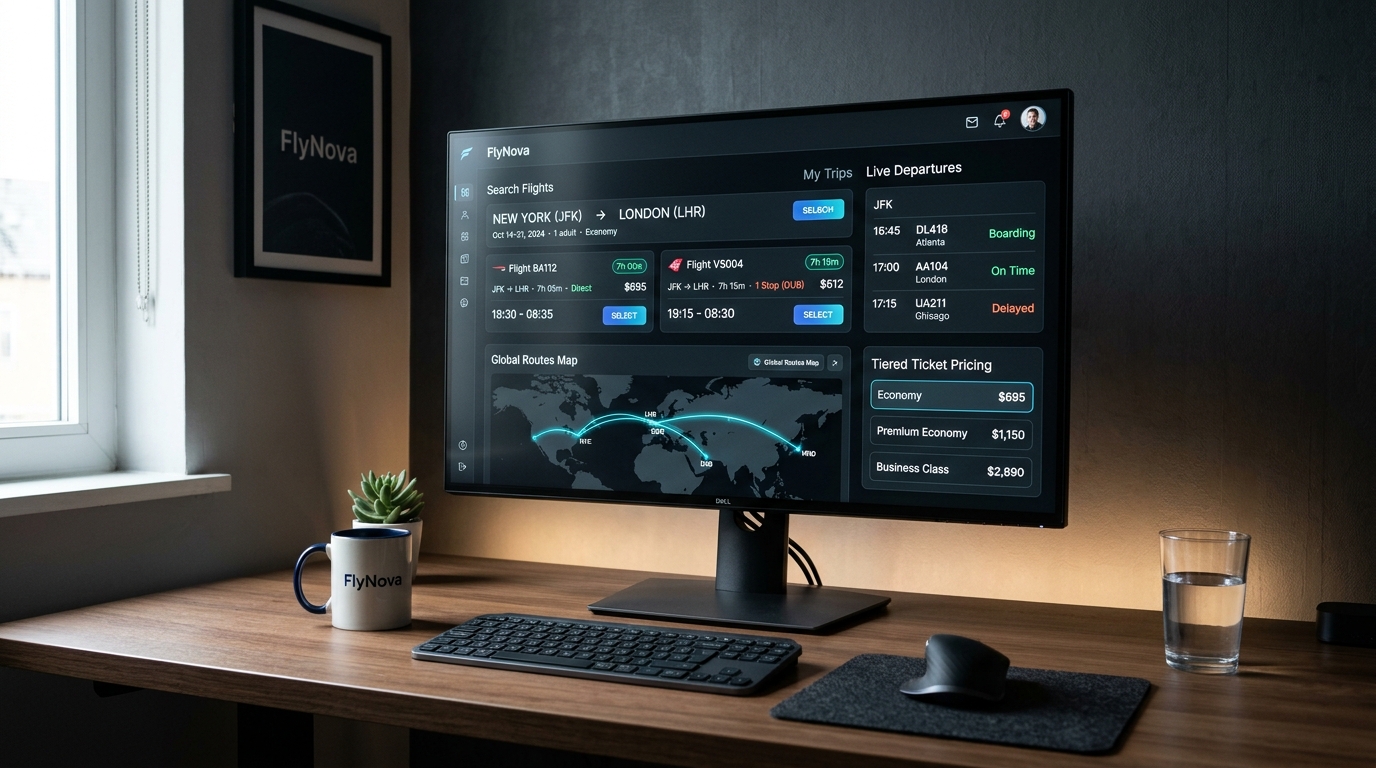 FlyNova
FlyNova
Search Flights
My Trips
NEW YORK (JFK) → LONDON (LHR)
Oct 14-21, 2024 • 1 adult • Economy
Flight BA112
JFK → LHR • 7h 05m • Direct
$695
18:30 - 08:35
SELECT
Flight VS004
7h 15m
JFK → LHR • 7h 15m • 1 Stop (OUB)
$612
19:15 - 08:30
SELECT
Live Departures
JFK
16:45 DL418 Boarding
Atlanta
17:00 AA104 On Time
London
17:15 UA211 Delayed
Ghisago
Global Routes Map
Global Routes Map
LHR
Tiered Ticket Pricing
Economy $695
Premium Economy $1,150
Business Class $2,890
DELL
FlyNova